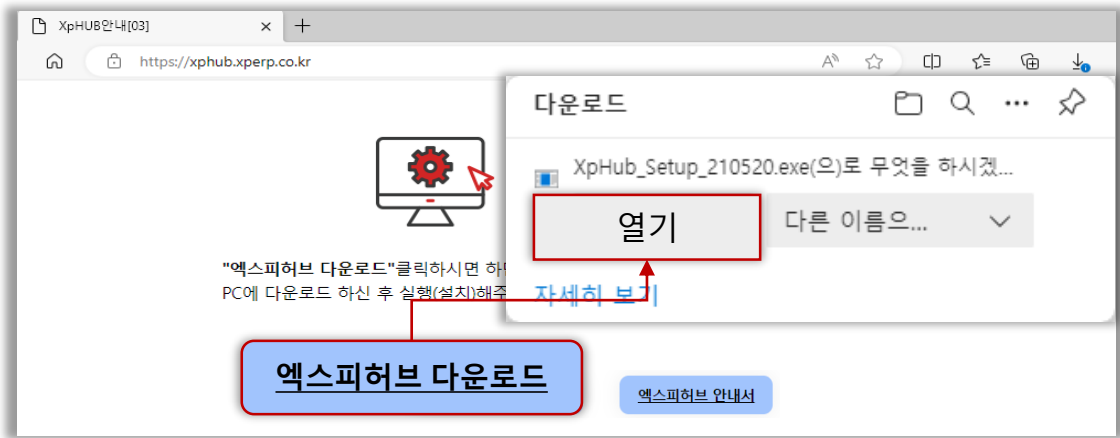 XpHUB안내[03]
https://xphub.xperp.co.kr
다운로드
XpHub_Setup_210520.exe(으)로 무엇을 하시겠...
열기
다른 이름으...
자세히 보기
"엑스피허브 다운로드"클릭하시면 하
PC에 다운로드 하신 후 실행(설치)해주
엑스피허브 다운로드
엑스피허브 안내서